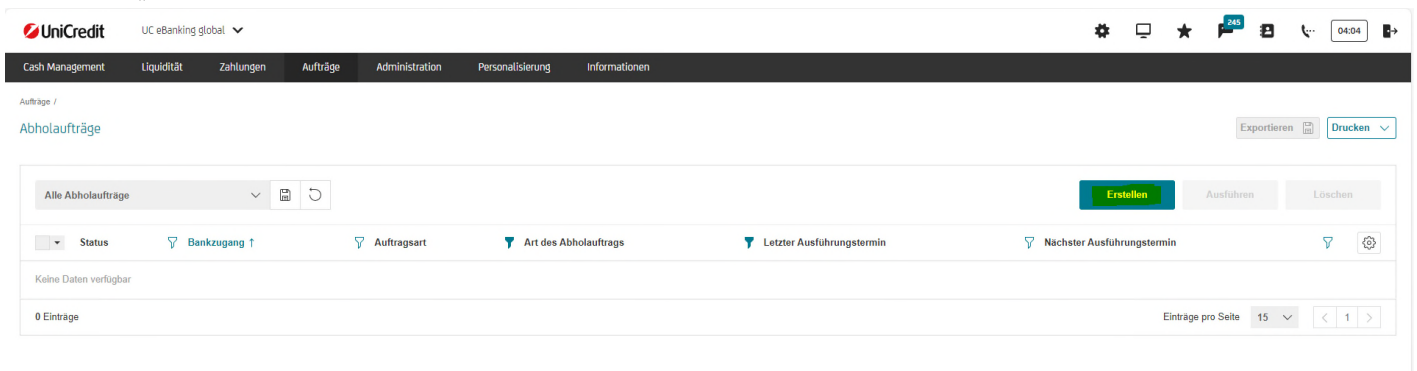 UniCredit UC eBanking global 245 04:04
Cash Management Liquidität Zahlungen Aufträge Administration Personalisierung Informationen
Aufträge /
Abholaufträge Exportieren Drucken
Alle Abholaufträge Erstellen Ausführen Löschen
Status Bankzugang ↑ Auftragsart Art des Abholauftrags Letzter Ausführungstermin Nächster Ausführungstermin
Keine Daten verfügbar
0 Einträge Einträge pro Seite 15 < 1 >